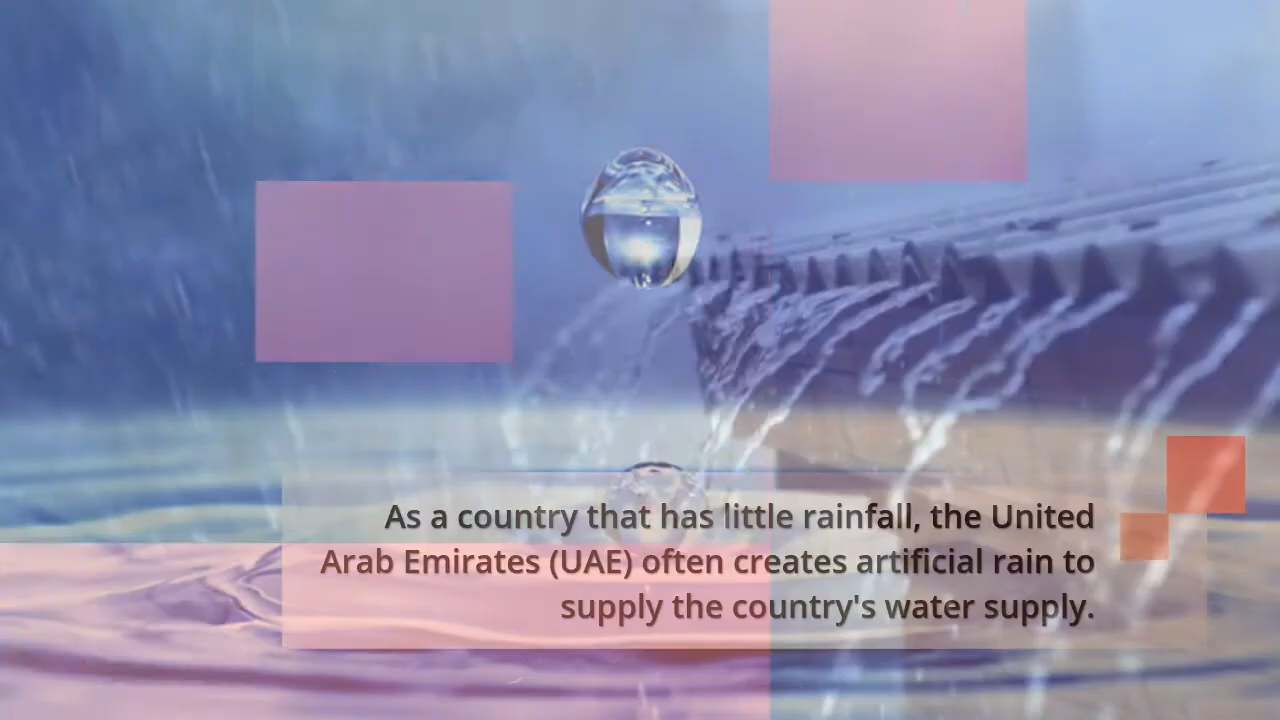 As a country that has little rainfall, the United
Arab Emirates (UAE) often creates artificial rain to
supply the country's water supply.